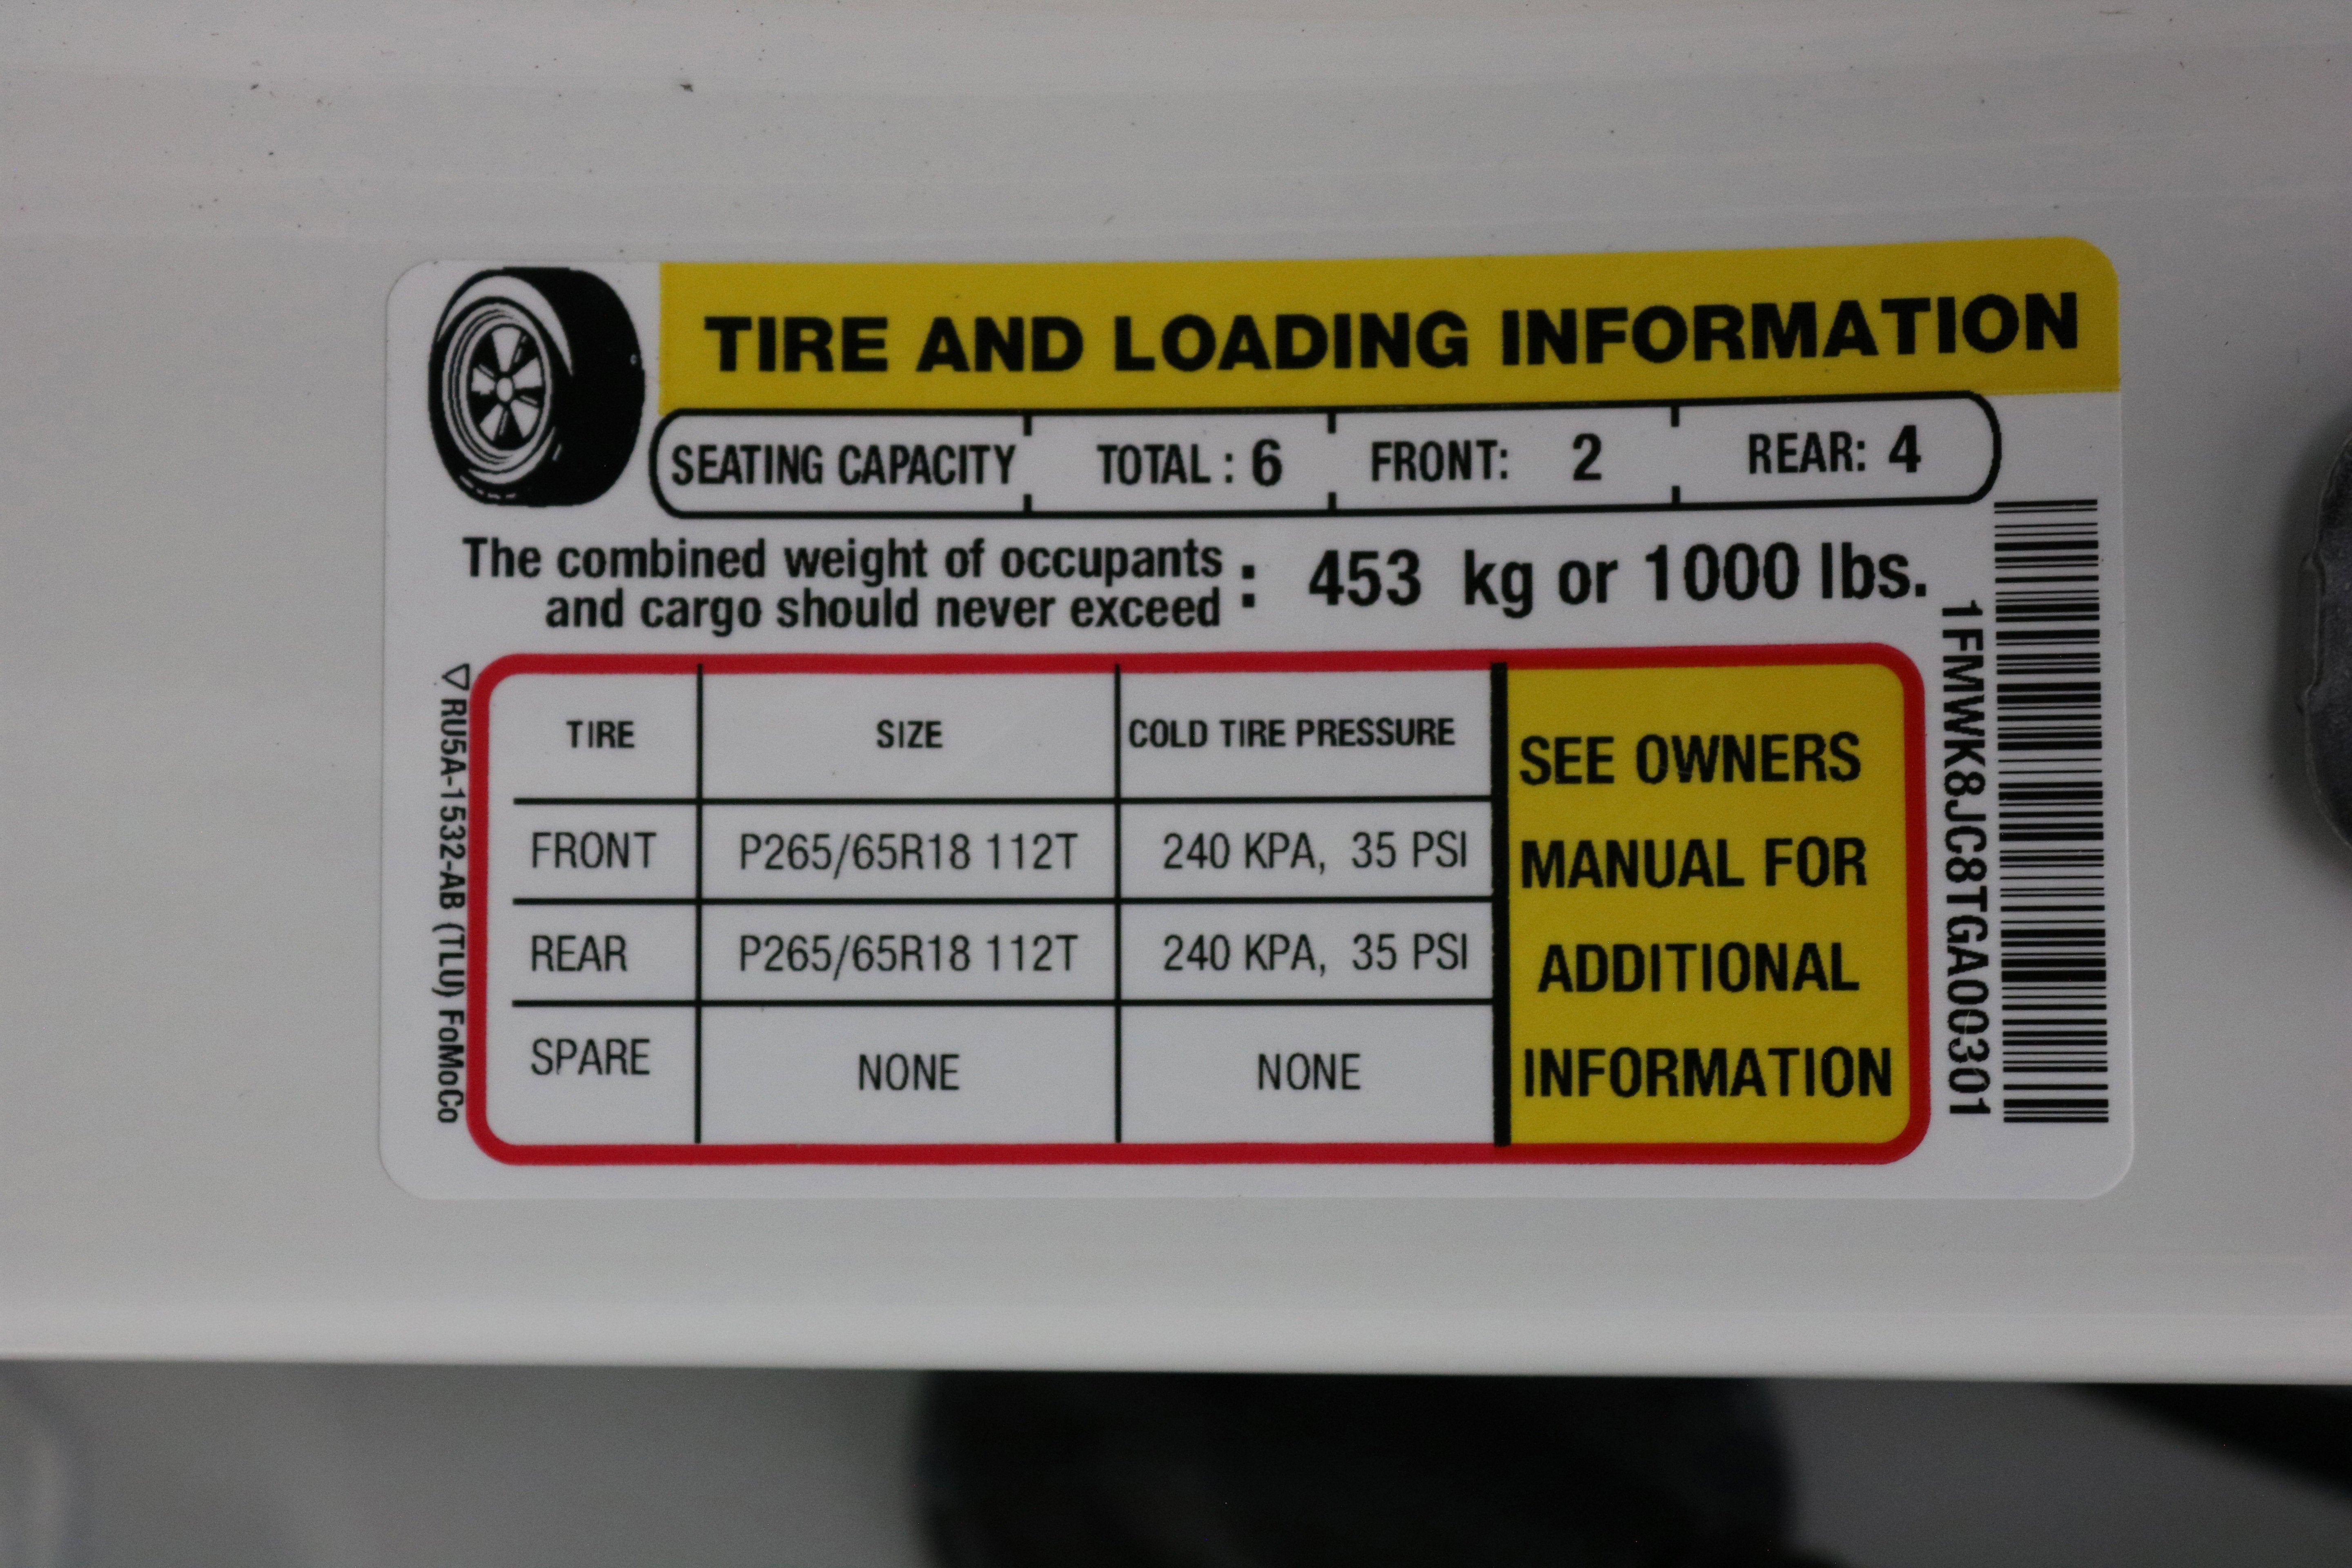 TIRE AND LOADING INFORMATION
SEATING CAPACITY TOTAL : 6 FRONT: 2 REAR: 4
The combined weight of occupants
and cargo should never exceed : 453 kg or 1000 lbs.
TIRE SIZE COLD TIRE PRESSURE
FRONT P265/65R18 112T 240 KPA, 35 PSI
REAR P265/65R18 112T 240 KPA, 35 PSI
SPARE NONE NONE
SEE OWNERS
MANUAL FOR
ADDITIONAL
INFORMATION
1FMWK8JC8TGA00301
RU5A-1532-AB (TLU) FoMoCo